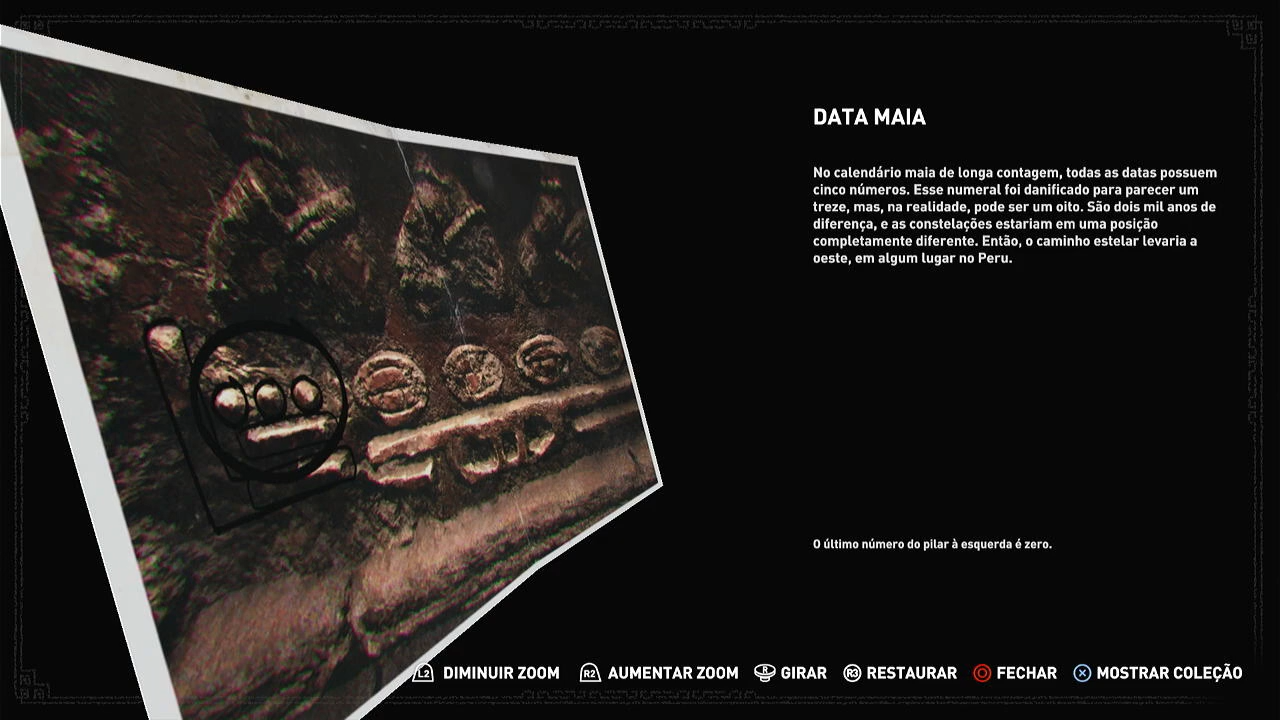 DATA MAIA
No calendário maia de longa contagem, todas as datas possuem
cinco números. Esse numeral foi danificado para parecer um
treze, mas, na realidade, pode ser um oito. São dois mil anos de
diferença, e as constelações estariam em uma posição
completamente diferente. Então, o caminho estelar levaria a
oeste, em algum lugar no Peru.
O último número do pilar à esquerda é zero.
L2 DIMINUIR ZOOM R2 AUMENTAR ZOOM R GIRAR R3 RESTAURAR FECHAR MOSTRAR COLEÇÃO